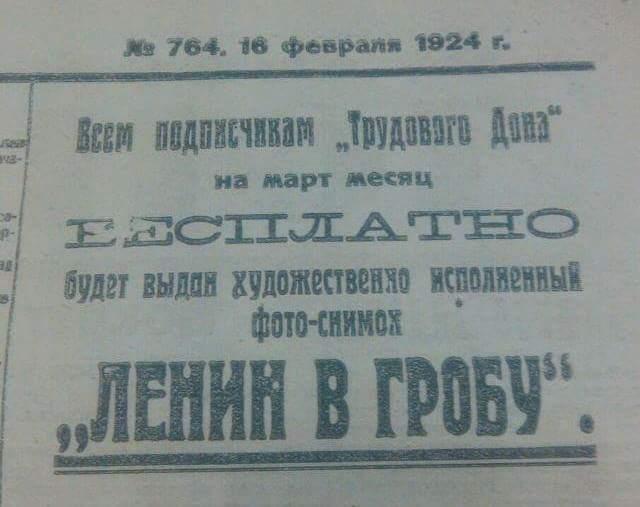 № 764. 16 февраля 1924 г.
Всем подписчикам „Трудового Дона“
на март месяц
БЕСПЛАТНО
будет выдан художественно исполненный
фото-снимок
„ЛЕНИН В ГРОБУ“.